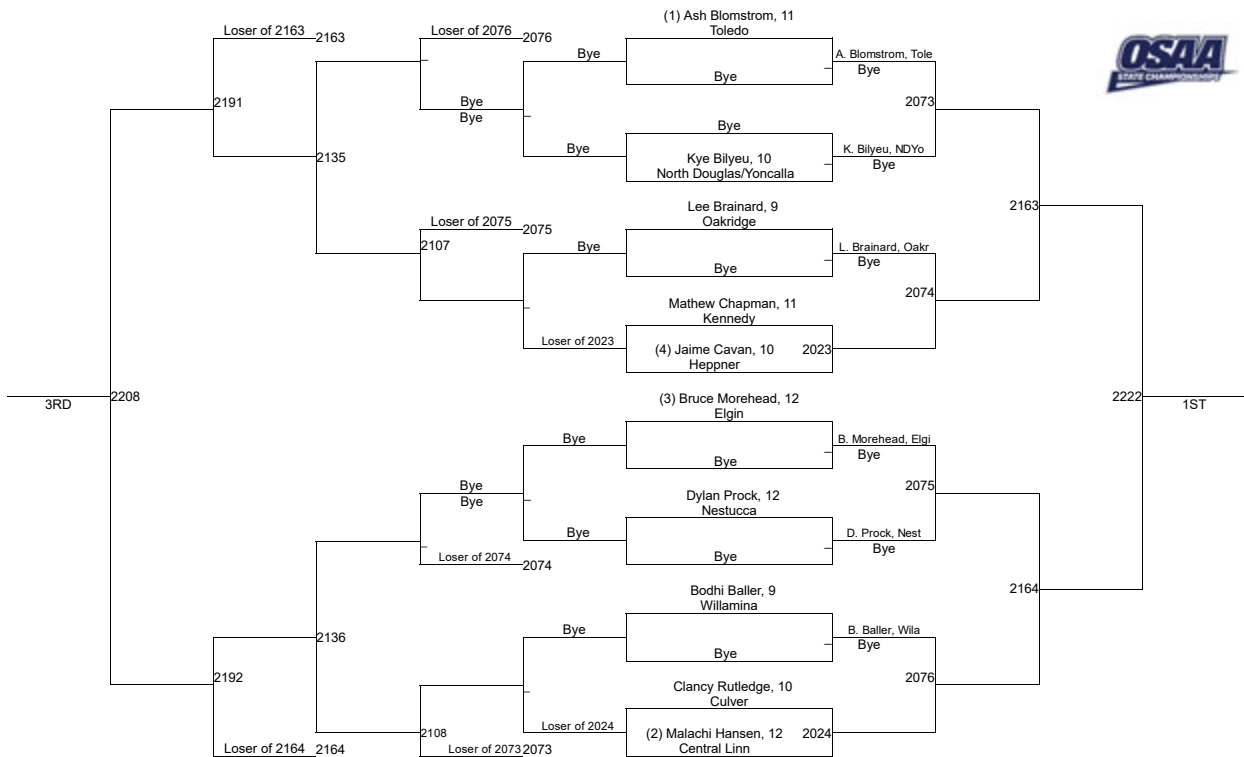 (1) Ash Blomstrom, 11
Toledo
Loser of 2163
2163
Loser of 2076
2076
OSAA
STATE CHAMPIONSHIPS
Bye
A. Blomstrom, Tole
Bye
Bye
2191
Bye
Bye
2073
Bye
2135
Bye
K. Bilyeu, NDYo
Bye
Kye Bilyeu, 10
North Douglas/Yoncalla
Lee Brainard, 9
Oakridge
2163
Loser of 2075
2075
2107
Bye
L. Brainard, Oakr
Bye
Bye
2074
Mathew Chapman, 11
Kennedy
Loser of 2023
(4) Jaime Cavan, 10
Heppner
2023
3RD
2208
(3) Bruce Morehead, 12
Elgin
2222
1ST
Bye
B. Morehead, Elgi
Bye
Bye
Bye
Bye
2075
Dylan Prock, 12
Nestucca
Bye
D. Prock, Nest
Bye
Bye
Loser of 2074
2074
Bodhi Baller, 9
Willamina
2164
2136
Bye
B. Baller, Wila
Bye
Bye
2192
2076
Clancy Rutledge, 10
Culver
2108
Loser of 2024
(2) Malachi Hansen, 12
Central Linn
2024
Loser of 2164
2164
Loser of 2073
2073